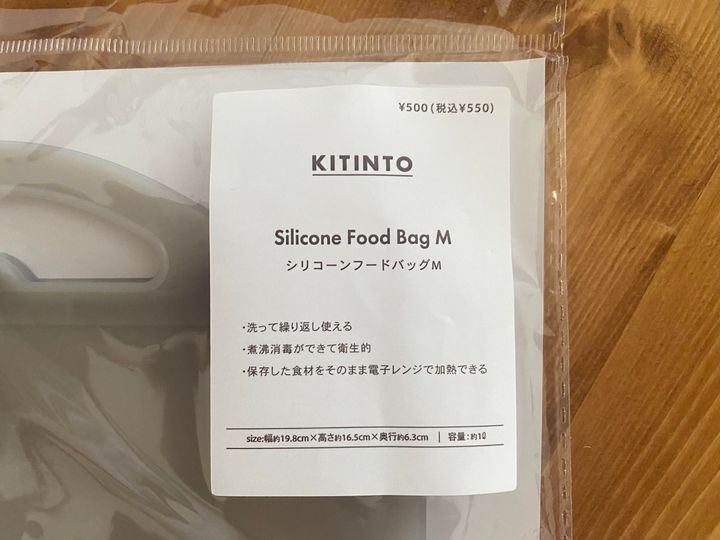 ¥500(税込¥550)
KITINTO
Silicone Food Bag M
シリコーンフードバッグM
・洗って繰り返し使える
・煮沸消毒ができて衛生的
・保存した食材をそのまま電子レンジで加熱できる
size:幅約19.8cm×高さ約16.5cm×奥行約6.3cm | 容量:約1ℓ